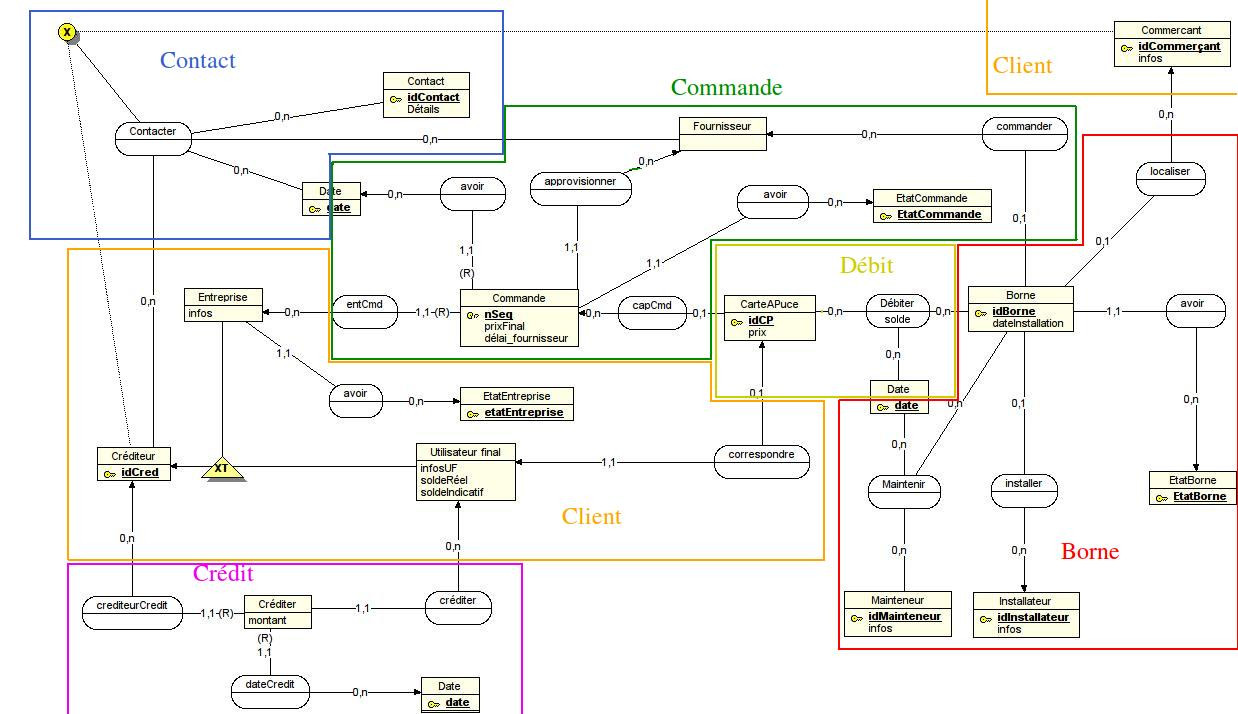 X
Contact
Commercant
idCommerçant
infos
Client
Contact
idContact
Détails
0,n
Commande
Contacter
0,n
Fournisseur
0,n
commander
0,n
0,n
0,n
approvisionner
avoir
Date
date
0,n
avoir
0,n
EtatCommande
EtatCommande
localiser
0,1
1,1
(R)
1,1
1,1
0,1
Débit
Entreprise
infos
0,n
entCmd
1,1-(R)
Commande
nSeq
prixFinal
délai_fournisseur
0,n
capCmd
0,1
CarteAPuce
idCP
prix
0,n
Débiter
solde
0,n
Borne
idBorne
dateInstallation
1,1
avoir
0,n
1,1
0,n
avoir
0,n
EtatEntreprise
etatEntreprise
0,1
Date
date
0,n
0,1
0,n
0,n
Créditeur
idCred
XT
Utilisateur final
infosUF
soldeRéel
soldeIndicatif
1,1
correspondre
Maintenir
installer
EtatBorne
EtatBorne
Client
0,n
0,n
0,n
0,n
Borne
Crédit
crediteurCredit
1,1-(R)
Créditer
montant
1,1
créditer
Mainteneur
idMainteneur
infos
Installateur
idInstallateur
infos
(R)
1,1
dateCredit
0,n
Date
date